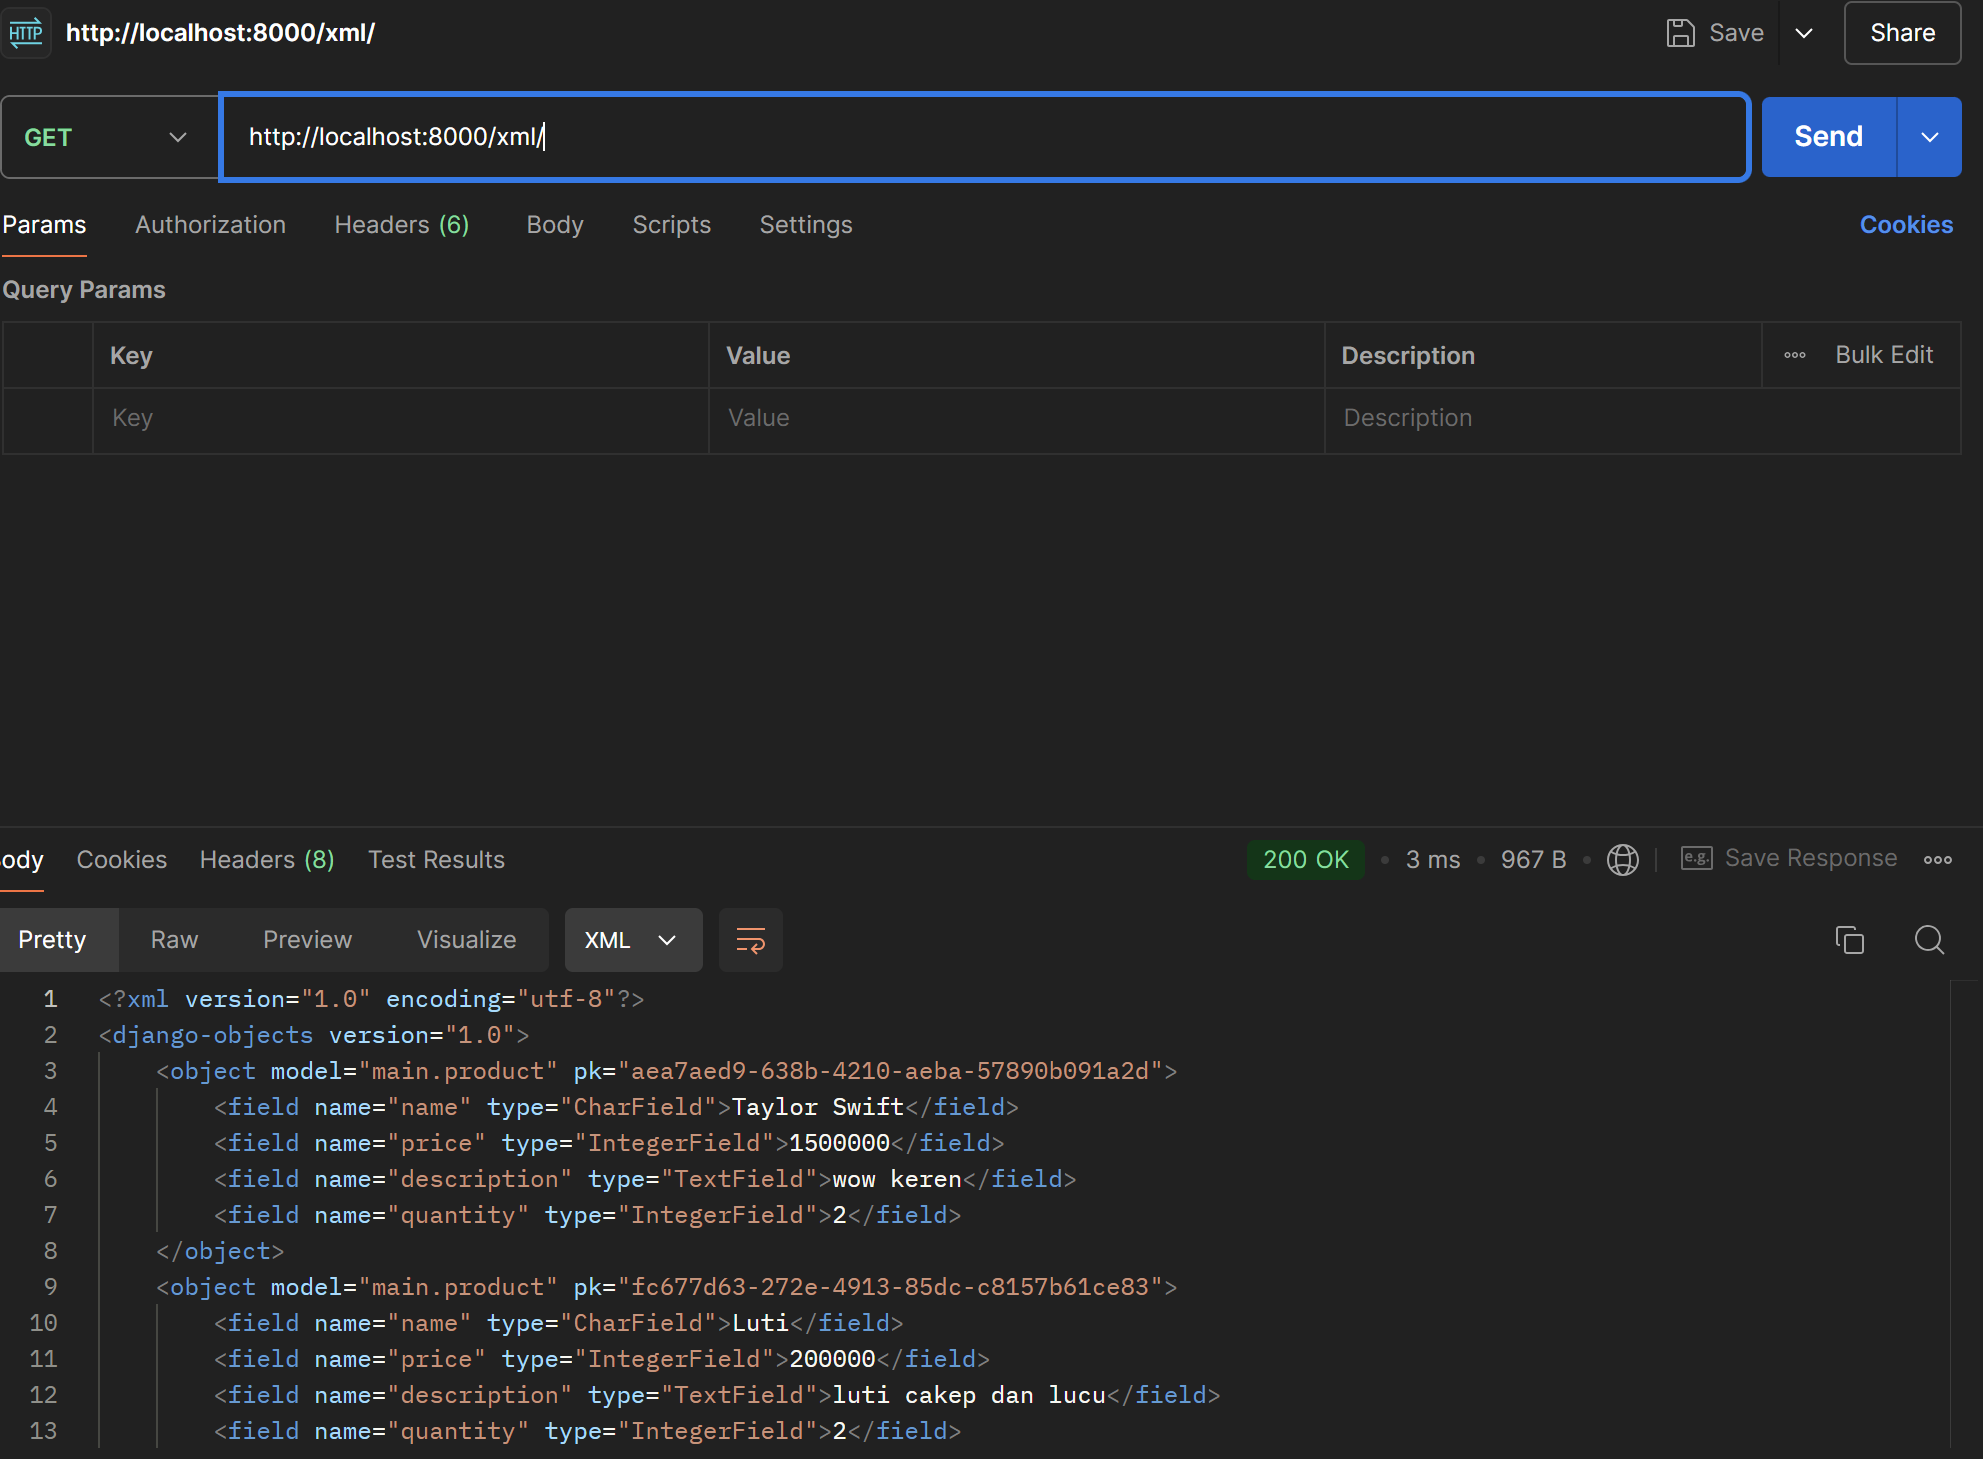 HTTP http://localhost:8000/xml/ Save Share
GET http://localhost:8000/xml/ Send
Params Authorization Headers (6) Body Scripts Settings Cookies
Query Params
Key Value Description Bulk Edit
Key Value Description
ody Cookies Headers (8) Test Results 200 OK • 3 ms • 967 B • e.g. Save Response
Pretty Raw Preview Visualize XML
1 <?xml version="1.0" encoding="utf-8"?>
2 <django-objects version="1.0">
3 <object model="main.product" pk="aea7aed9-638b-4210-aeba-57890b091a2d">
4 <field name="name" type="CharField">Taylor Swift</field>
5 <field name="price" type="IntegerField">1500000</field>
6 <field name="description" type="TextField">wow keren</field>
7 <field name="quantity" type="IntegerField">2</field>
8 </object>
9 <object model="main.product" pk="fc677d63-272e-4913-85dc-c8157b61ce83">
10 <field name="name" type="CharField">Luti</field>
11 <field name="price" type="IntegerField">200000</field>
12 <field name="description" type="TextField">luti cakep dan lucu</field>
13 <field name="quantity" type="IntegerField">2</field>